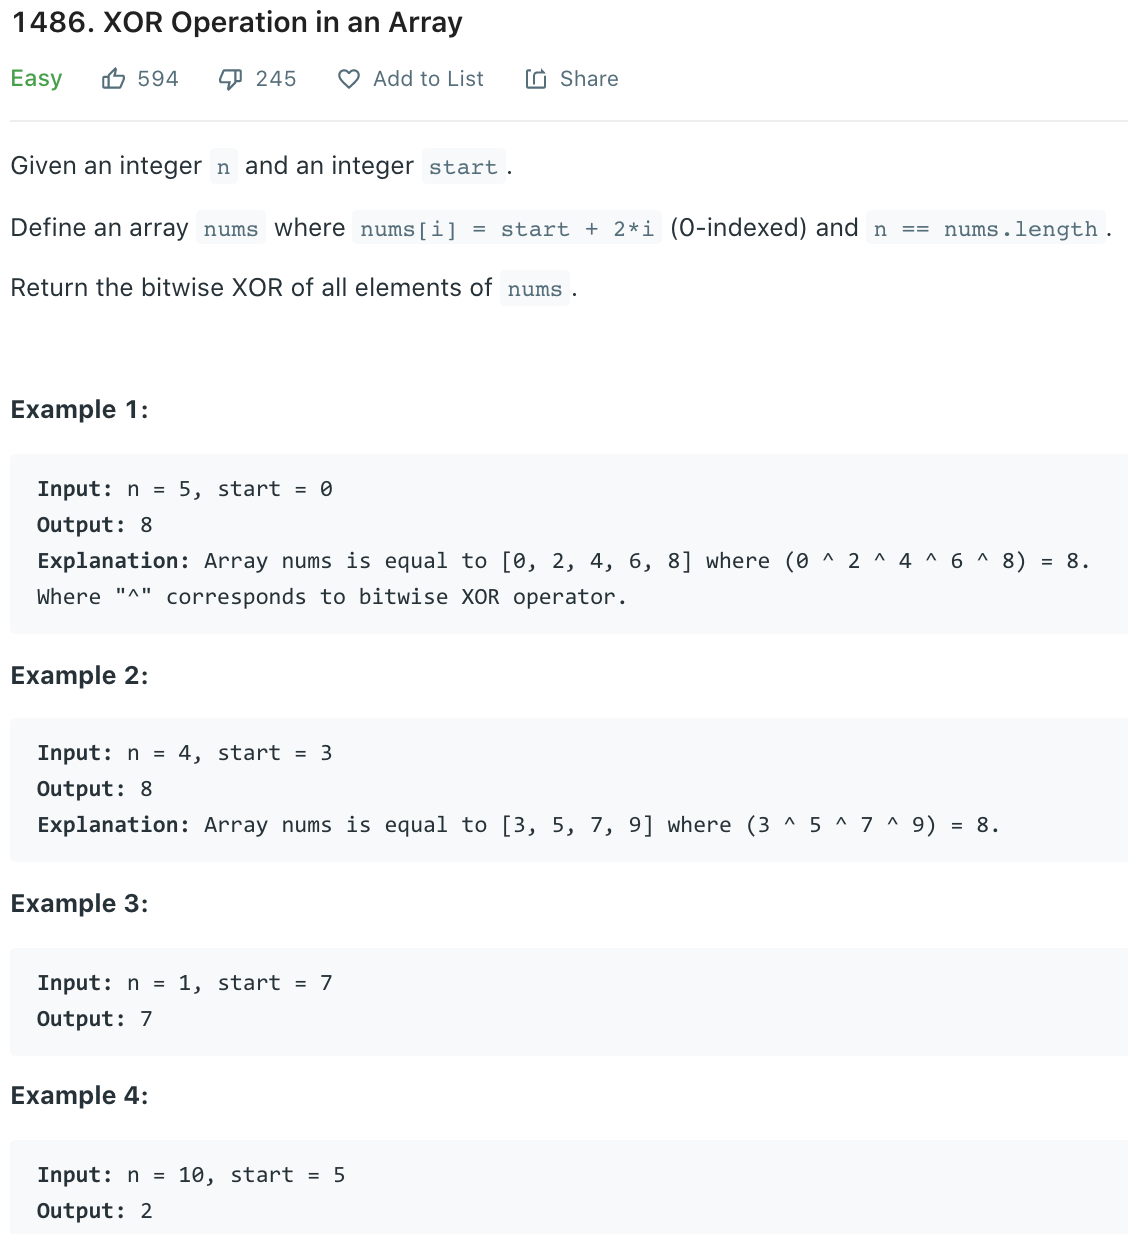 1486. XOR Operation in an Array
Easy 594 245 Add to List Share
Given an integer n and an integer start.
Define an array nums where nums[i] = start + 2*i (0-indexed) and n == nums.length.
Return the bitwise XOR of all elements of nums.
Example 1:
Input: n = 5, start = 0
Output: 8
Explanation: Array nums is equal to [0, 2, 4, 6, 8] where (0 ^ 2 ^ 4 ^ 6 ^ 8) = 8.
Where "^" corresponds to bitwise XOR operator.
Example 2:
Input: n = 4, start = 3
Output: 8
Explanation: Array nums is equal to [3, 5, 7, 9] where (3 ^ 5 ^ 7 ^ 9) = 8.
Example 3:
Input: n = 1, start = 7
Output: 7
Example 4:
Input: n = 10, start = 5
Output: 2